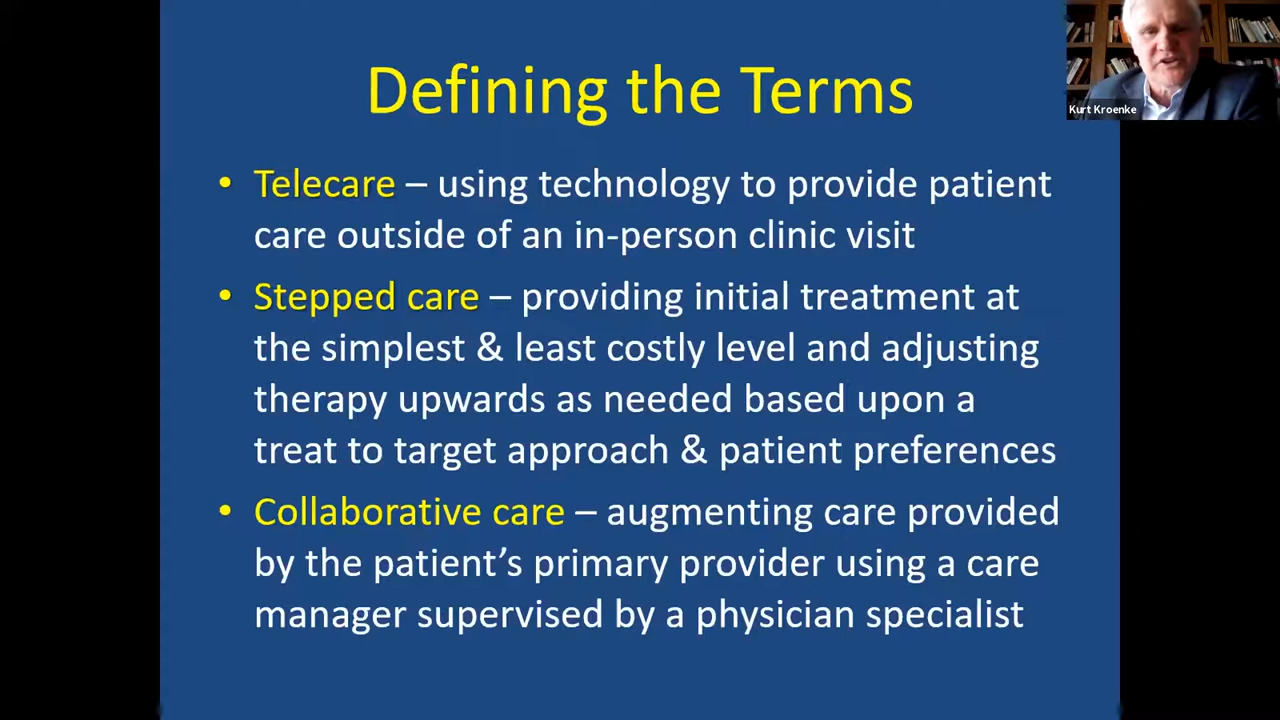 Defining the Terms
Kurt Kroenke
• Telecare – using technology to provide patient
care outside of an in-person clinic visit
• Stepped care – providing initial treatment at
the simplest & least costly level and adjusting
therapy upwards as needed based upon a
treat to target approach & patient preferences
• Collaborative care – augmenting care provided
by the patient’s primary provider using a care
manager supervised by a physician specialist